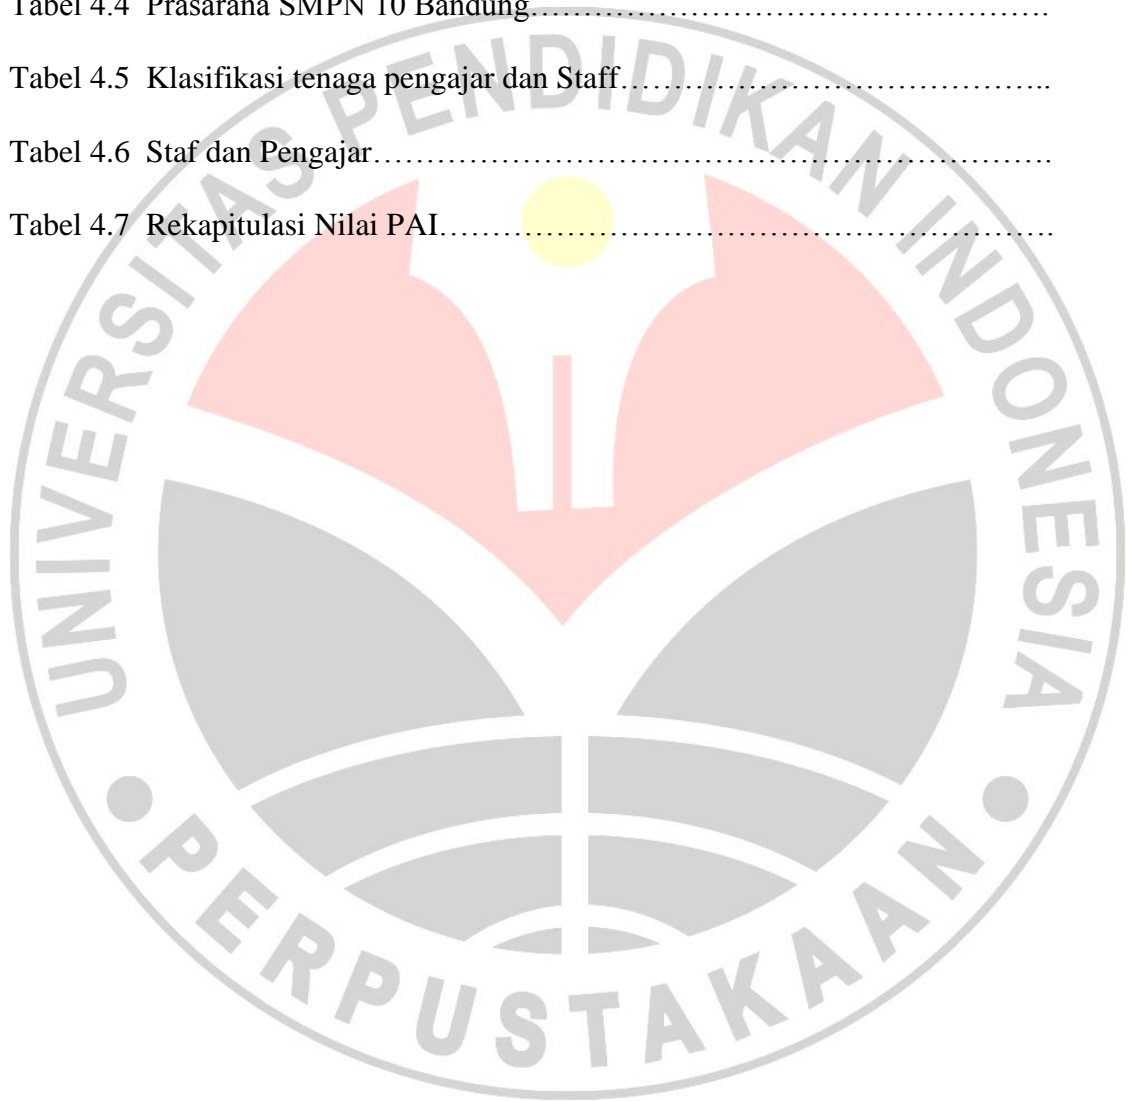 Tabel 4.4 Prasarana SMPN 10 Bandung……………………………………….
Tabel 4.5 Klasifikasi tenaga pengajar dan Staff…………………………………..
Tabel 4.6 Staf dan Pengajar……………………………………………………….
Tabel 4.7 Rekapitulasi Nilai PAI………………………………………………….
UNIVERSITAS PENDIDIKAN INDONESIA
PERPUSTAKAAN